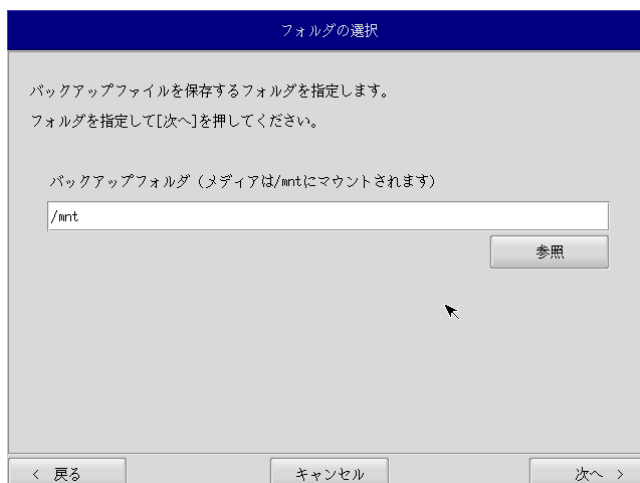 フォルダの選択
バックアップファイルを保存するフォルダを指定します。
フォルダを指定して[次へ]を押してください。
バックアップフォルダ（メディアは/mntにマウントされます）
/mnt
参照
< 戻る
キャンセル
次へ >